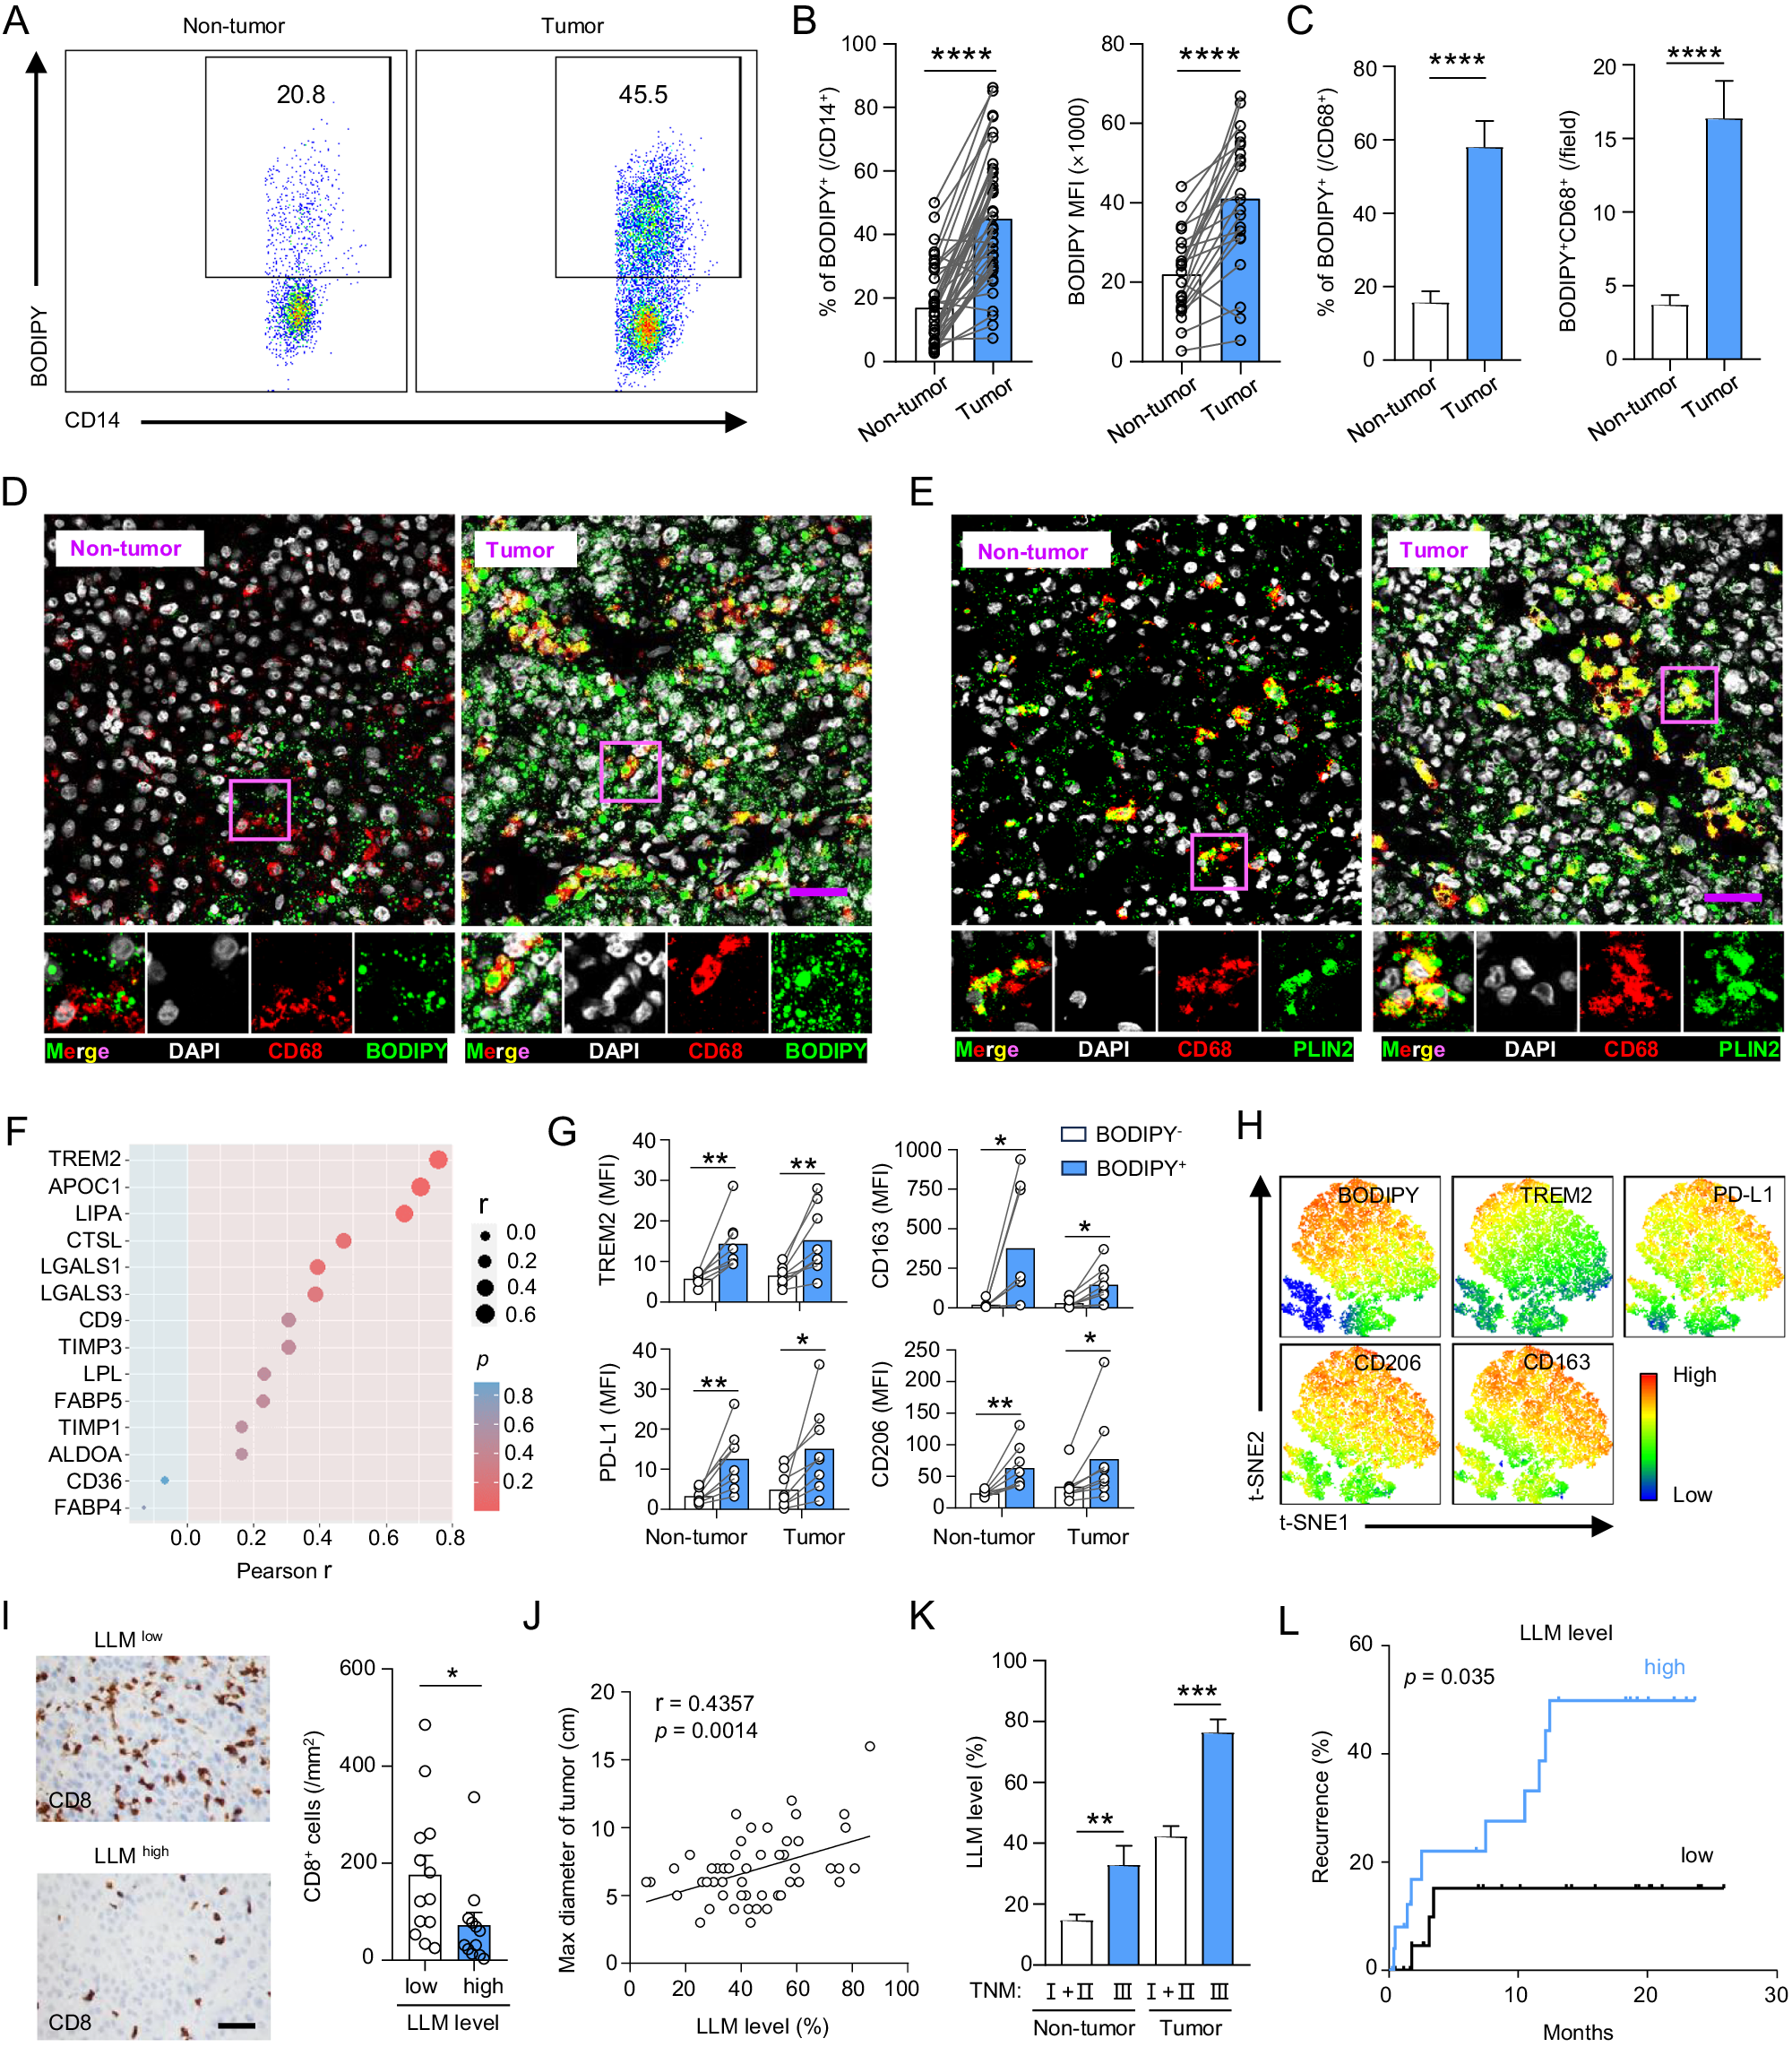 A
Non-tumor
Tumor
20.8
45.5
BODIPY
CD14
B
****
% of BODIPY+ (/CD14+)
100
80
60
40
20
0
Non-tumor
Tumor
****
BODIPY MFI (×1000)
80
60
40
20
0
Non-tumor
Tumor
C
****
% of BODIPY+ (/CD68+)
80
60
40
20
0
Non-tumor
Tumor
****
BODIPY+CD68+ (/field)
20
15
10
5
0
Non-tumor
Tumor
D
Non-tumor
Tumor
Merge DAPI CD68 BODIPY
Merge DAPI CD68 BODIPY
E
Non-tumor
Tumor
Merge DAPI CD68 PLIN2
Merge DAPI CD68 PLIN2
F
TREM2
APOC1
LIPA
CTSL
LGALS1
LGALS3
CD9
TIMP3
LPL
FABP5
TIMP1
ALDOA
CD36
FABP4
0.0 0.2 0.4 0.6 0.8
Pearson r
r
0.0
0.2
0.4
0.6
p
0.8
0.6
0.4
0.2
G
BODIPY-
BODIPY+
TREM2 (MFI)
40
30
20
10
0
** **
CD163 (MFI)
1000
750
500
250
0
* *
PD-L1 (MFI)
40
30
20
10
0
** *
Non-tumor Tumor
CD206 (MFI)
250
200
150
100
50
0
** *
Non-tumor Tumor
H
BODIPY
TREM2
PD-L1
CD206
CD163
High
Low
t-SNE2
t-SNE1
I
LLM low
CD8
LLM high
CD8
CD8+ cells (/mm2)
600
400
200
0
*
low high
LLM level
J
r = 0.4357
p = 0.0014
Max diameter of tumor (cm)
20
15
10
5
0
0 20 40 60 80 100
LLM level (%)
K
LLM level (%)
100
80
60
40
20
0
** ***
TNM: I+II III I+II III
Non-tumor Tumor
L
LLM level
p = 0.035
high
low
Recurrence (%)
60
40
20
0
0 10 20 30
Months